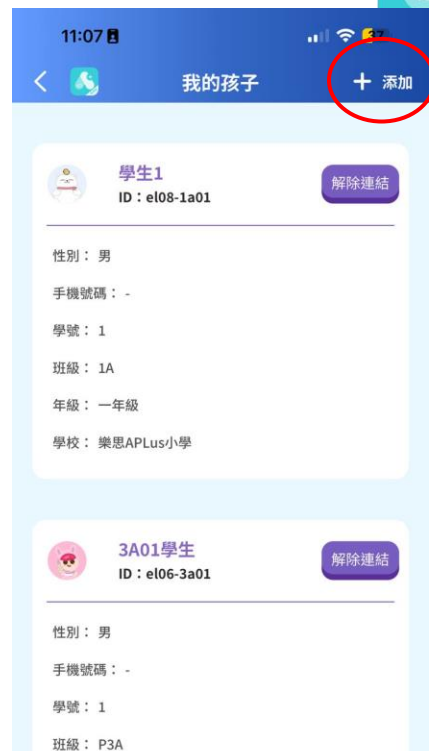 11:07
37
我的孩子
+ 添加
學生1
ID：el08-1a01
解除連結
性別： 男
手機號碼： -
學號： 1
班級： 1A
年級： 一年級
學校： 樂思APLus小學
3A01學生
ID：el06-3a01
解除連結
性別： 男
手機號碼： -
學號： 1
班級： P3A